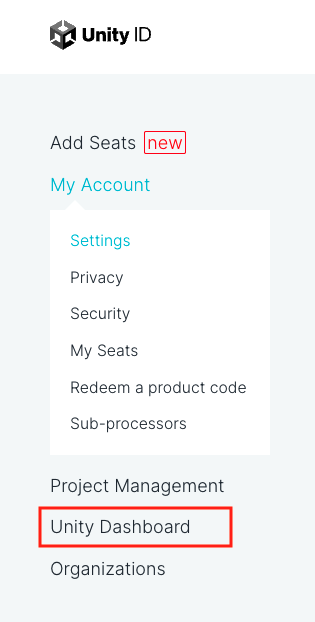 Unity ID
Add Seats new
My Account
Settings
Privacy
Security
My Seats
Redeem a product code
Sub-processors
Project Management
Unity Dashboard
Organizations